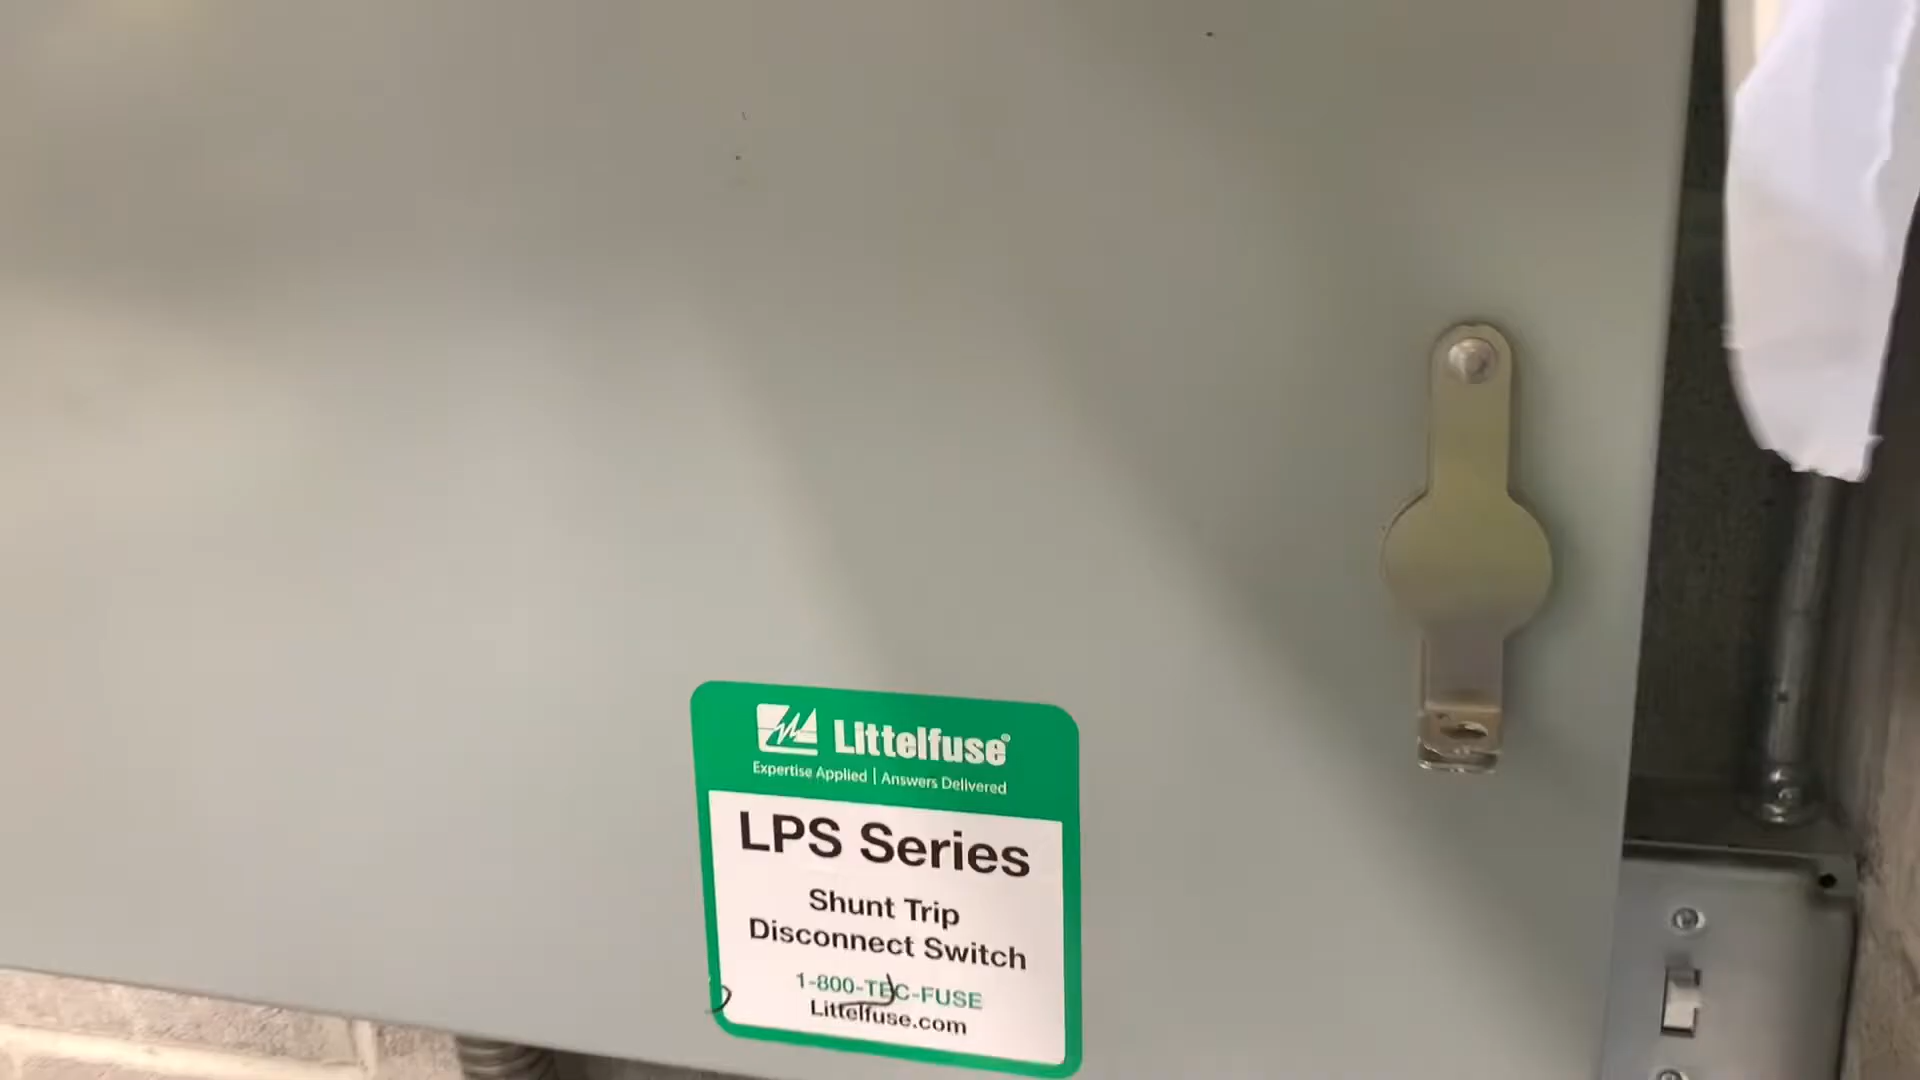 Littelfuse®
Expertise Applied | Answers Delivered
LPS Series
Shunt Trip
Disconnect Switch
1-800-TEC-FUSE
Littelfuse.com